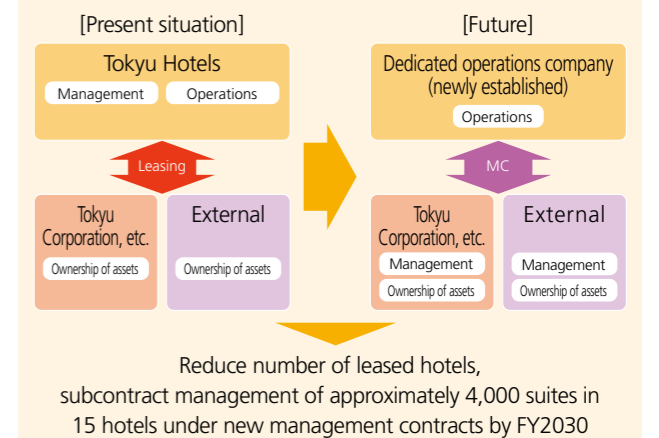 [Present situation]
Tokyu Hotels
Management
Operations
Leasing
Tokyu
Corporation, etc.
Ownership of assets
External
Ownership of assets
[Future]
Dedicated operations company
(newly established)
Operations
MC
Tokyu
Corporation, etc.
Management
Ownership of assets
External
Management
Ownership of assets
Reduce number of leased hotels,
subcontract management of approximately 4,000 suites in
15 hotels under new management contracts by FY2030